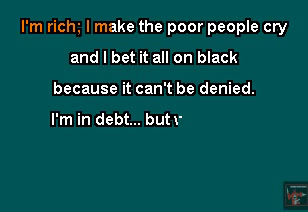 I'm rich; I make the poor people cry
and I bet it all on black
because it can't be denied.
I'm in debt... but